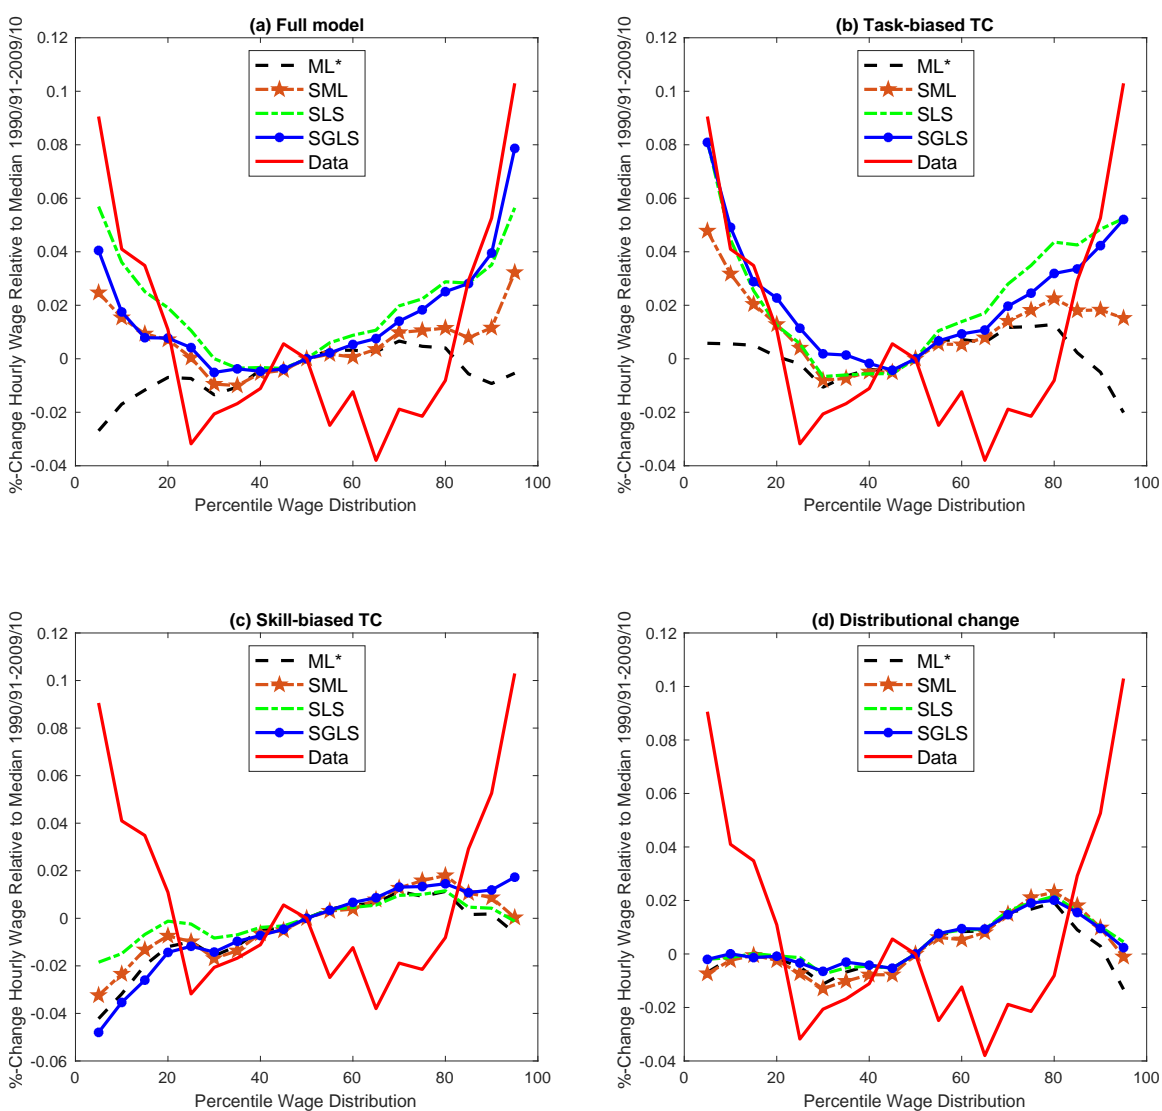 (a) Full model
%-Change Hourly Wage Relative to Median 1990/91-2009/10
0.12
0.1
0.08
0.06
0.04
0.02
0
-0.02
-0.04
ML*
SML
SLS
SGLS
Data
0 20 40 60 80 100
Percentile Wage Distribution
(b) Task-biased TC
%-Change Hourly Wage Relative to Median 1990/91-2009/10
0.12
0.1
0.08
0.06
0.04
0.02
0
-0.02
-0.04
ML*
SML
SLS
SGLS
Data
0 20 40 60 80 100
Percentile Wage Distribution
(c) Skill-biased TC
%-Change Hourly Wage Relative to Median 1990/91-2009/10
0.12
0.1
0.08
0.06
0.04
0.02
0
-0.02
-0.04
-0.06
ML*
SML
SLS
SGLS
Data
0 20 40 60 80 100
Percentile Wage Distribution
(d) Distributional change
%-Change Hourly Wage Relative to Median 1990/91-2009/10
0.12
0.1
0.08
0.06
0.04
0.02
0
-0.02
-0.04
ML*
SML
SLS
SGLS
Data
0 20 40 60 80 100
Percentile Wage Distribution